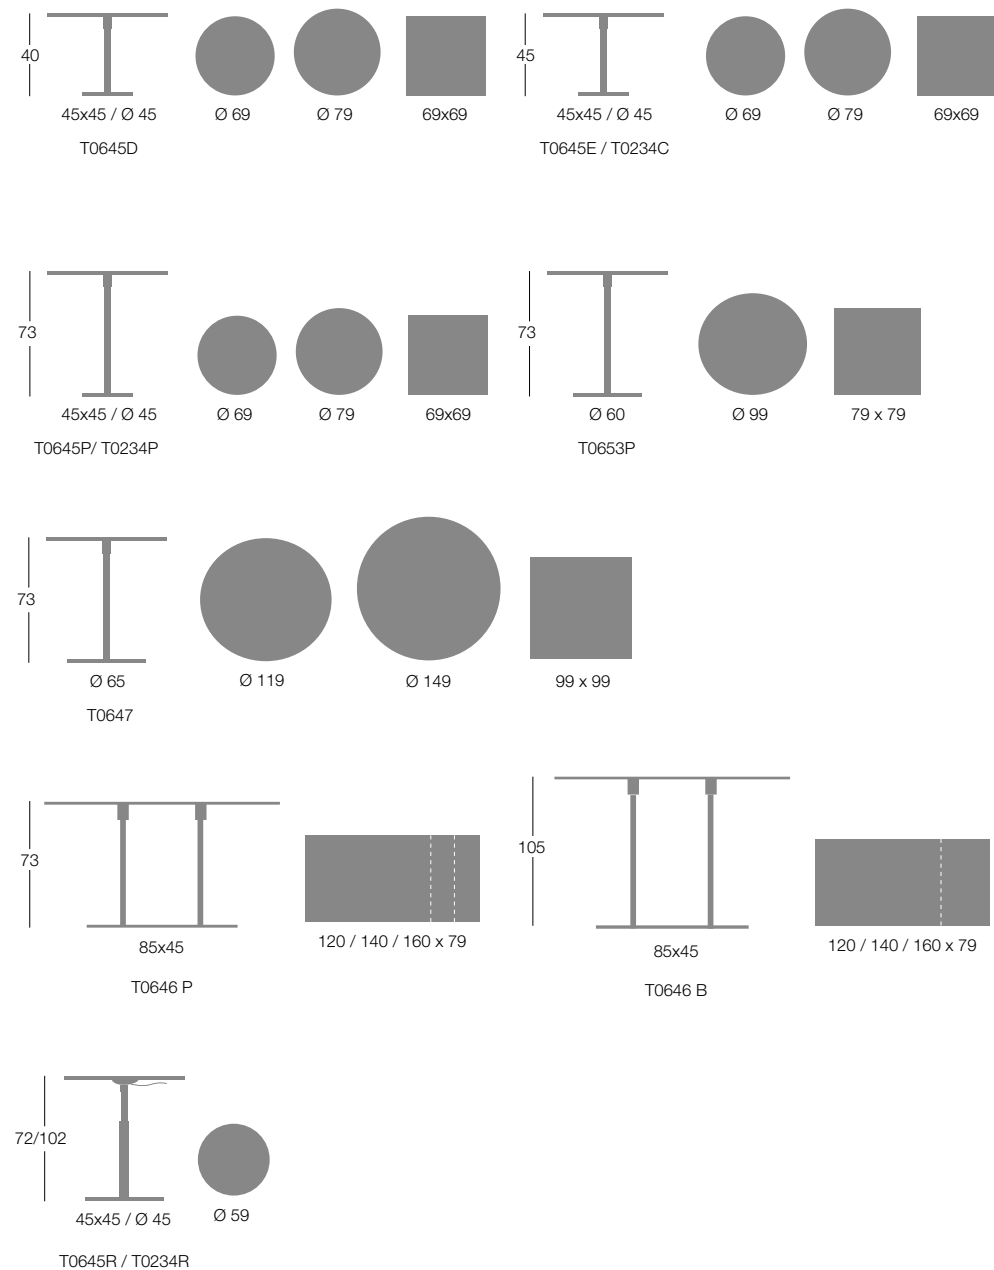 40
45x45 / Ø 45
Ø 69
Ø 79
69x69
T0645D
45
45x45 / Ø 45
Ø 69
Ø 79
69x69
T0645E / T0234C
73
45x45 / Ø 45
Ø 69
Ø 79
69x69
T0645P/ T0234P
73
Ø 60
Ø 99
79 x 79
T0653P
73
Ø 65
Ø 119
Ø 149
99 x 99
T0647
73
85x45
120 / 140 / 160 x 79
T0646 P
105
85x45
120 / 140 / 160 x 79
T0646 B
72/102
45x45 / Ø 45
Ø 59
T0645R / T0234R